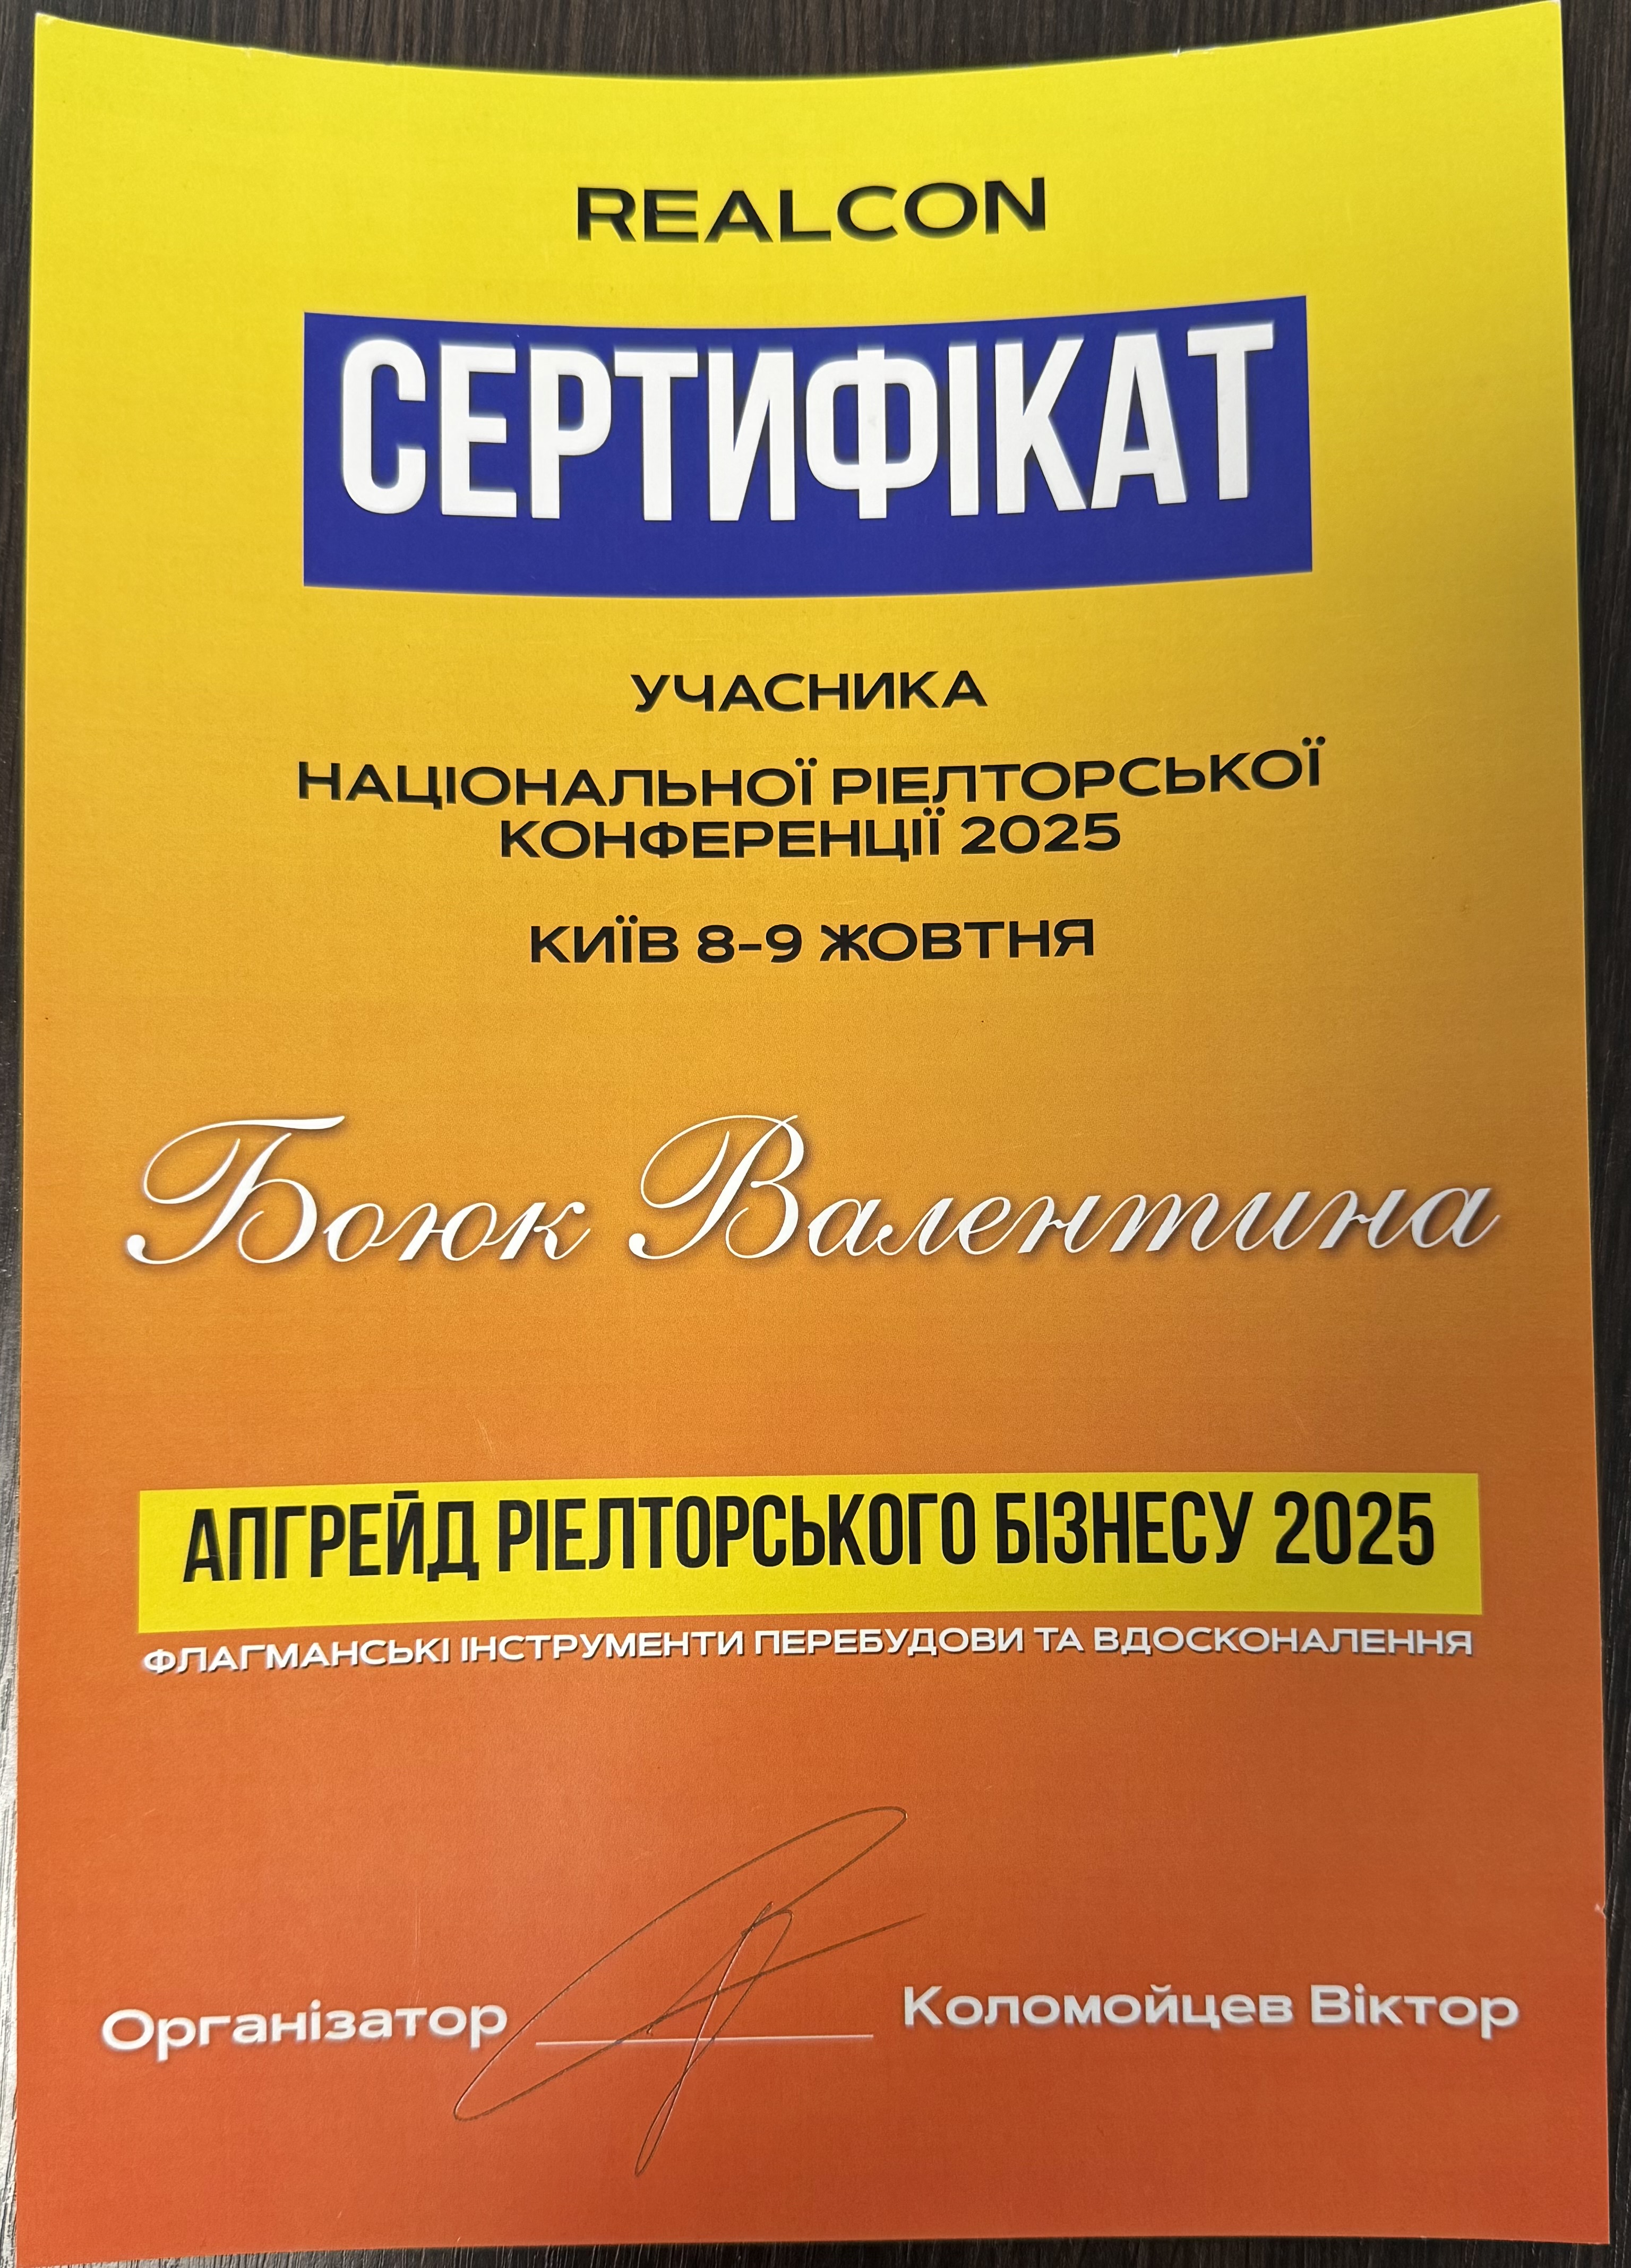 REALCON
СЕРТИФІКАТ
УЧАСНИКА
НАЦІОНАЛЬНОЇ РІЕЛТОРСЬКОЇ
КОНФЕРЕНЦІЇ 2025
КИЇВ 8-9 ЖОВТНЯ
Боюк Валентина
АПГРЕЙД РІЕЛТОРСЬКОГО БІЗНЕСУ 2025
ФЛАГМАНСЬКІ ІНСТРУМЕНТИ ПЕРЕБУДОВИ ТА ВДОСКОНАЛЕННЯ
Організатор Коломойцев Віктор